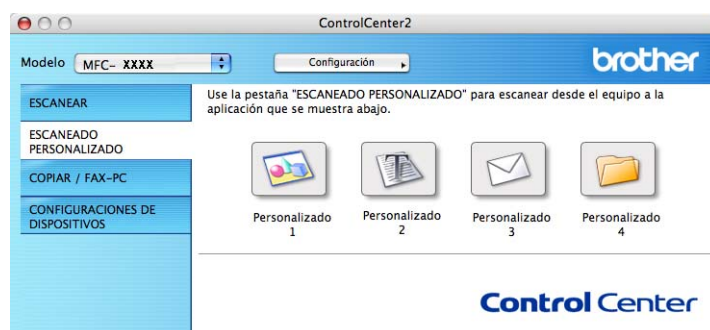 ControlCenter2
Modelo
MFC- XXXX
Configuración
brother
ESCANEAR
ESCANEADO
PERSONALIZADO
COPIAR / FAX-PC
CONFIGURACIONES DE
DISPOSITIVOS
Use la pestaña "ESCANEADO PERSONALIZADO" para escanear desde el equipo a la
aplicación que se muestra abajo.
T
Personalizado
1
Personalizado
2
Personalizado
3
Personalizado
4
Control Center